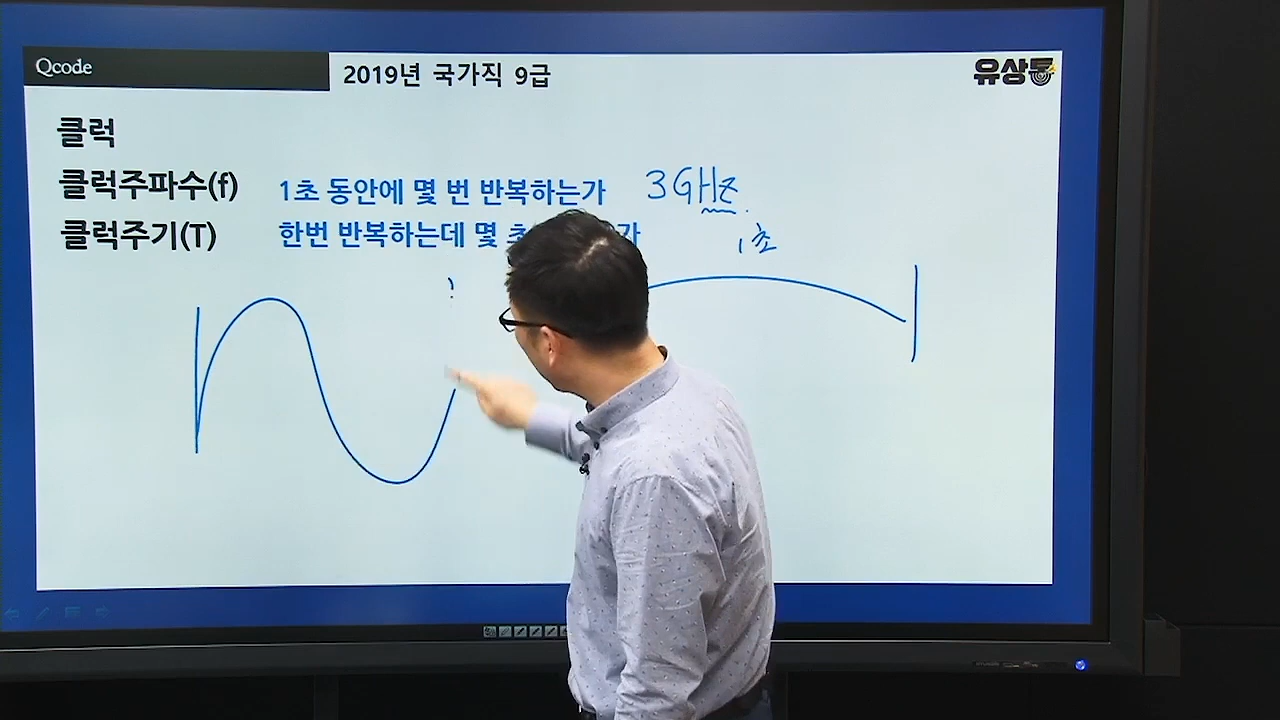 Qcode
2019년 국가직 9급
유상통
클럭
클럭주파수(f)
1초 동안에 몇 번 반복하는가
3GHz
클럭주기(T)
한번 반복하는데 몇 초
가
1초